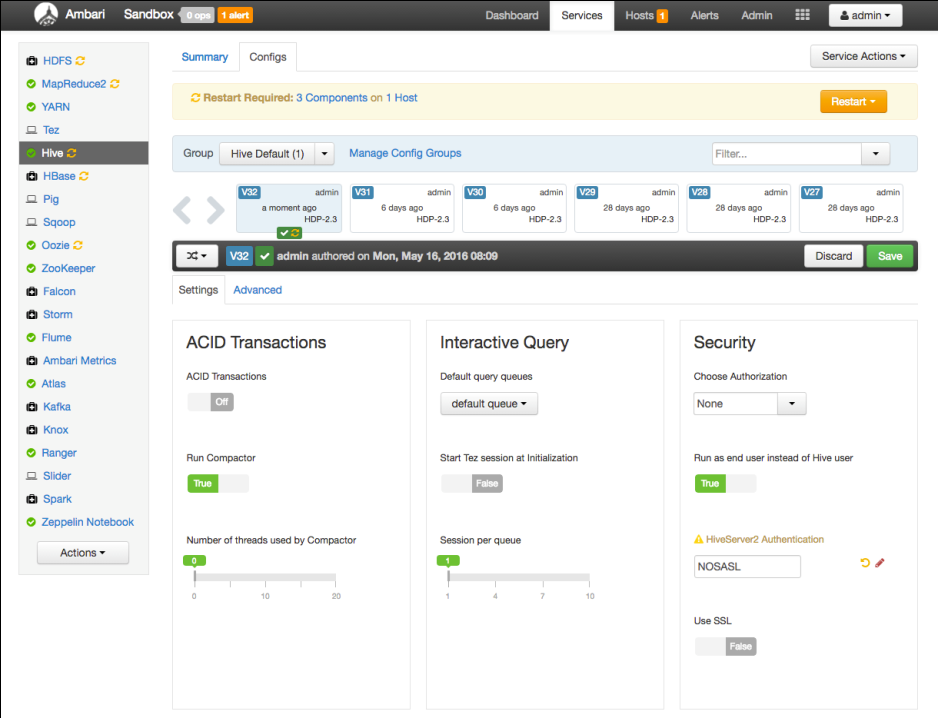 Ambari Sandbox 0 ops 1 alert Dashboard Services Hosts 1 Alerts Admin admin
HDFS
MapReduce2
YARN
Tez
Hive
HBase
Pig
Sqoop
Oozie
ZooKeeper
Falcon
Storm
Flume
Ambari Metrics
Atlas
Kafka
Knox
Ranger
Slider
Spark
Zeppelin Notebook
Actions
Summary Configs Service Actions
Restart Required: 3 Components on 1 Host Restart
Group Hive Default (1) Manage Config Groups Filter...
V32 admin
a moment ago
HDP-2.3
V31 admin
6 days ago
HDP-2.3
V30 admin
6 days ago
HDP-2.3
V29 admin
28 days ago
HDP-2.3
V28 admin
28 days ago
HDP-2.3
V27 admin
28 days ago
HDP-2.3
V32 admin authored on Mon, May 16, 2016 08:09 Discard Save
Settings Advanced
ACID Transactions
ACID Transactions
Off
Run Compactor
True
Number of threads used by Compactor
0
0 10 20
Interactive Query
Default query queues
default queue
Start Tez session at Initialization
False
Session per queue
1
1 4 7 10
Security
Choose Authorization
None
Run as end user instead of Hive user
True
HiveServer2 Authentication
NOSASL
Use SSL
False